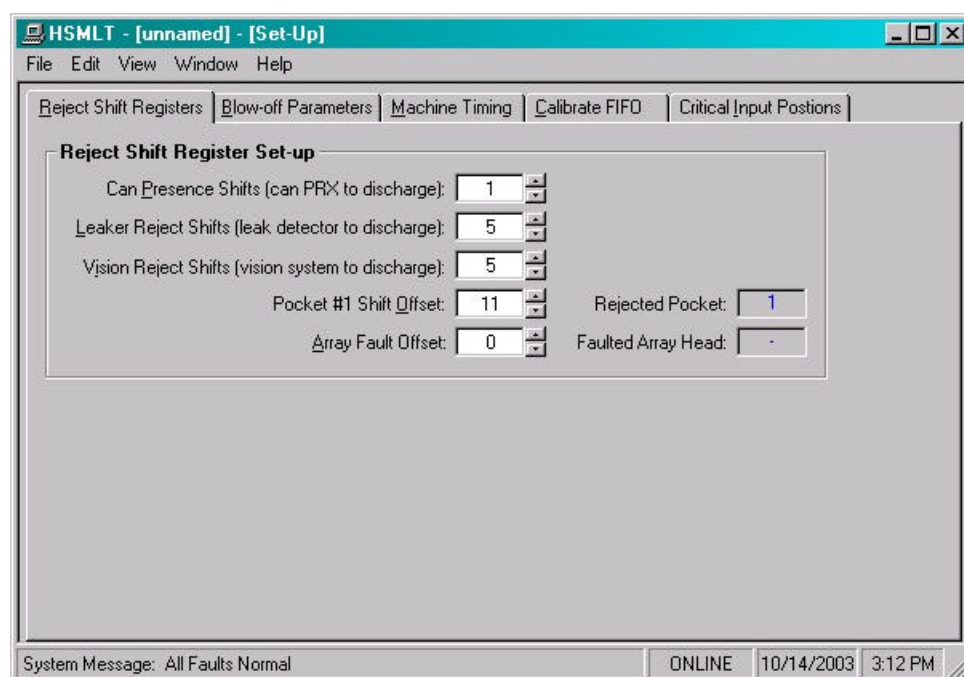 HSMLT - [unnamed] - [Set-Up]
File Edit View Window Help
Reject Shift Registers Blow-off Parameters Machine Timing Calibrate FIFO Critical Input Postions
Reject Shift Register Set-up
Can Presence Shifts (can PRX to discharge): 1
Leaker Reject Shifts (leak detector to discharge): 5
Vision Reject Shifts (vision system to discharge): 5
Pocket #1 Shift Offset: 11 Rejected Pocket: 1
Array Fault Offset: 0 Faulted Array Head: -
System Message: All Faults Normal ONLINE 10/14/2003 3:12 PM